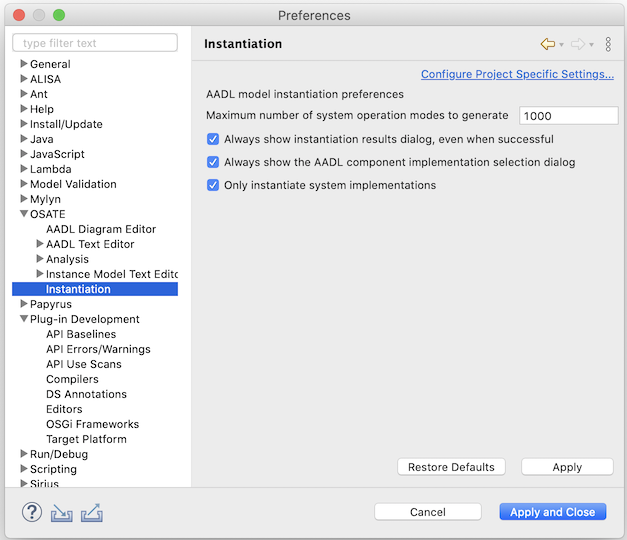 Preferences
type filter text
General
ALISA
Ant
Help
Install/Update
Java
JavaScript
Lambda
Model Validation
Mylyn
OSATE
AADL Diagram Editor
AADL Text Editor
Analysis
Instance Model Text Edito
Instantiation
Papyrus
Plug-in Development
API Baselines
API Errors/Warnings
API Use Scans
Compilers
DS Annotations
Editors
OSGi Frameworks
Target Platform
Run/Debug
Scripting
Sirius
Instantiation
Configure Project Specific Settings...
AADL model instantiation preferences
Maximum number of system operation modes to generate 1000
Always show instantiation results dialog, even when successful
Always show the AADL component implementation selection dialog
Only instantiate system implementations
Restore Defaults Apply
? Cancel Apply and Close